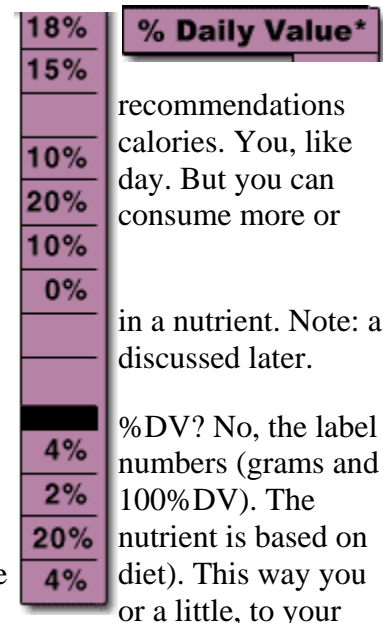 % Daily Value*
18%
15%
10%
20%
10%
0%
4%
2%
20%
4%
recommendations
calories. You, like
day. But you can
consume more or
in a nutrient. Note: a
discussed later.
%DV? No, the label
numbers (grams and
100%DV). The
nutrient is based on
e
diet). This way you
or a little, to your